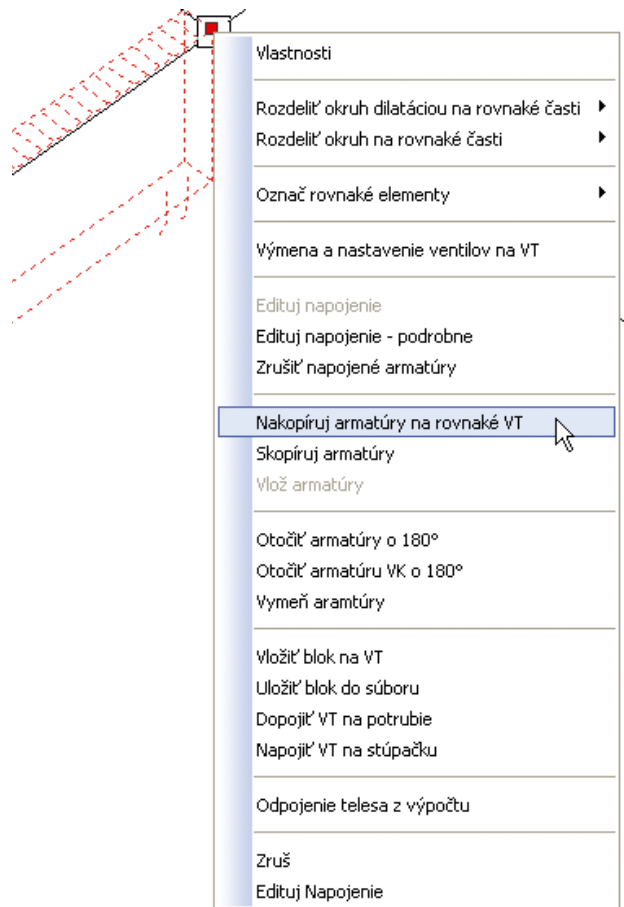 Vlastnosti
Rozdeliť okruh dilatáciou na rovnaké časti
Rozdeliť okruh na rovnaké časti
Označ rovnaké elementy
Výmena a nastavenie ventilov na VT
Edituj napojenie
Edituj napojenie - podrobne
Zrušiť napojené armatúry
Nakopíruj armatúry na rovnaké VT
Skopíruj armatúry
Vlož armatúry
Otočiť armatúry o 180°
Otočiť armatúru VK o 180°
Vymeň aramtúry
Vložiť blok na VT
Uložiť blok do súboru
Dopojiť VT na potrubie
Napojiť VT na stúpačku
Odpojenie telesa z výpočtu
Zruš
Edituj Napojenie